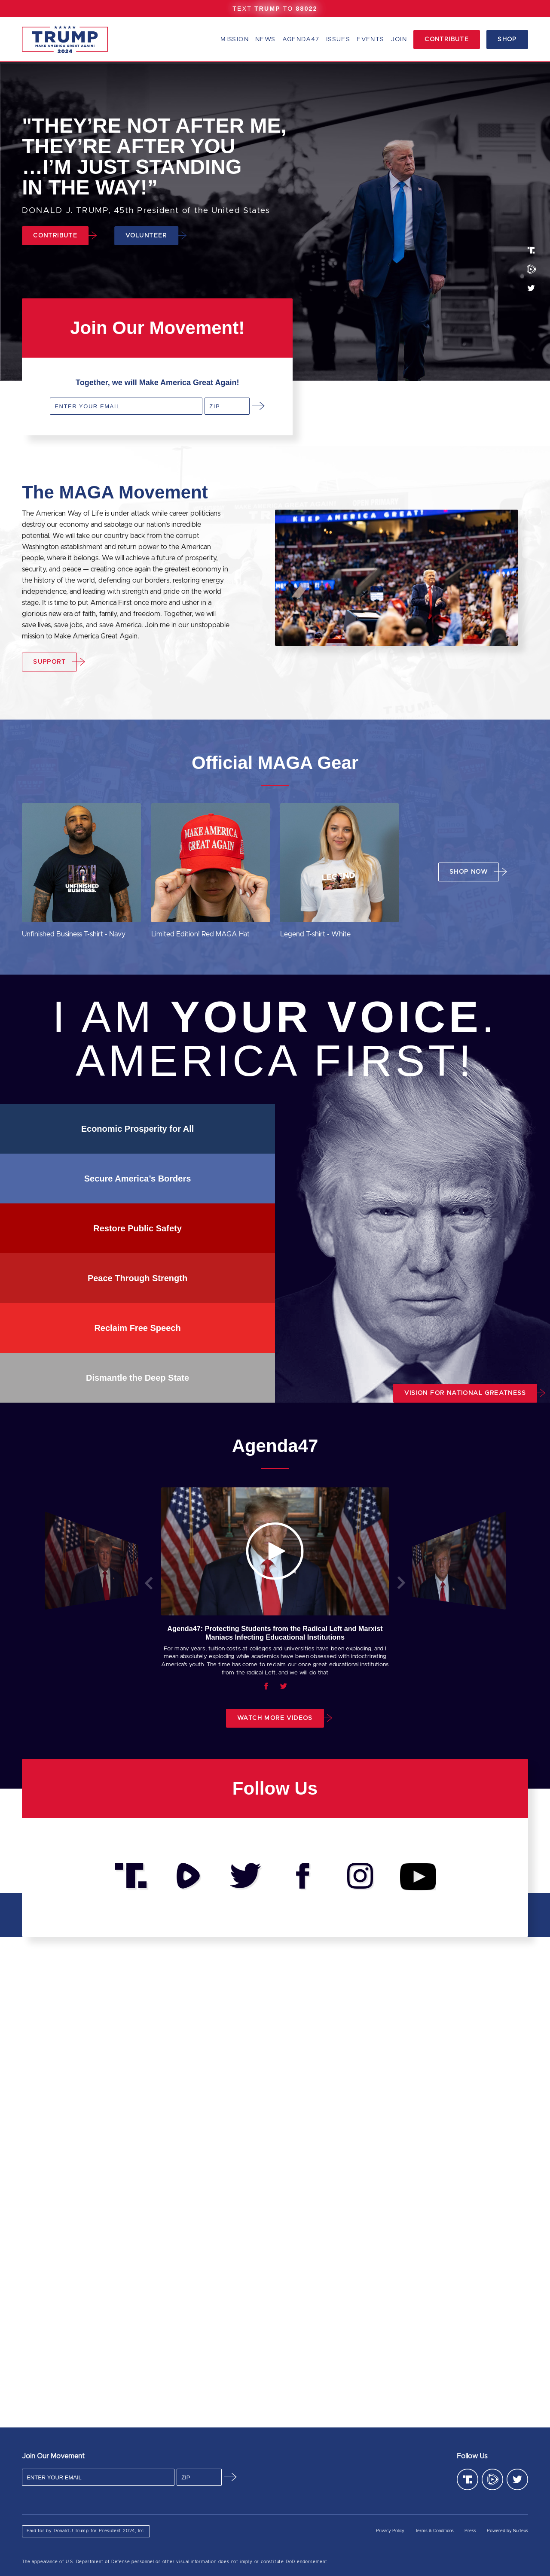 TEXT TRUMP TO 88022
TRUMP
MAKE AMERICA GREAT AGAIN!
2024
MISSION NEWS AGENDA47 ISSUES EVENTS JOIN CONTRIBUTE SHOP
"THEY’RE NOT AFTER ME,
THEY’RE AFTER YOU
…I’M JUST STANDING
IN THE WAY!”
DONALD J. TRUMP, 45th President of the United States
CONTRIBUTE VOLUNTEER
Join Our Movement!
Together, we will Make America Great Again!
ENTER YOUR EMAIL ZIP
The MAGA Movement
The American Way of Life is under attack while career politicians
destroy our economy and sabotage our nation's incredible
potential. We will take our country back from the corrupt
Washington establishment and return power to the American
people, where it belongs. We will achieve a future of prosperity,
security, and peace — creating once again the greatest economy in
the history of the world, defending our borders, restoring energy
independence, and leading with strength and pride on the world
stage. It is time to put America First once more and usher in a
glorious new era of faith, family, and freedom. Together, we will
save lives, save jobs, and save America. Join me in our unstoppable
mission to Make America Great Again.
KEEP AMERICA GREAT!
SUPPORT
TRUMP
Official MAGA Gear
UNFINISHED
BUSINESS.
MAKE AMERICA
GREAT AGAIN
LEGEND
SHOP NOW
Unfinished Business T-shirt - Navy
Limited Edition! Red MAGA Hat
Legend T-shirt - White
I AM YOUR VOICE.
AMERICA FIRST!
Economic Prosperity for All
Secure America’s Borders
Restore Public Safety
Peace Through Strength
Reclaim Free Speech
Dismantle the Deep State
VISION FOR NATIONAL GREATNESS
Agenda47
Agenda47: Protecting Students from the Radical Left and Marxist
Maniacs Infecting Educational Institutions
For many years, tuition costs at colleges and universities have been exploding, and I
mean absolutely exploding while academics have been obsessed with indoctrinating
America's youth. The time has come to reclaim our once great educational institutions
from the radical Left, and we will do that
WATCH MORE VIDEOS
Follow Us
Join Our Movement
ENTER YOUR EMAIL ZIP
Follow Us
Paid for by Donald J Trump for President 2024, Inc.
Privacy Policy Terms & Conditions Press Powered by Nucleus
The appearance of U.S. Department of Defense personnel or other visual information does not imply or constitute DoD endorsement